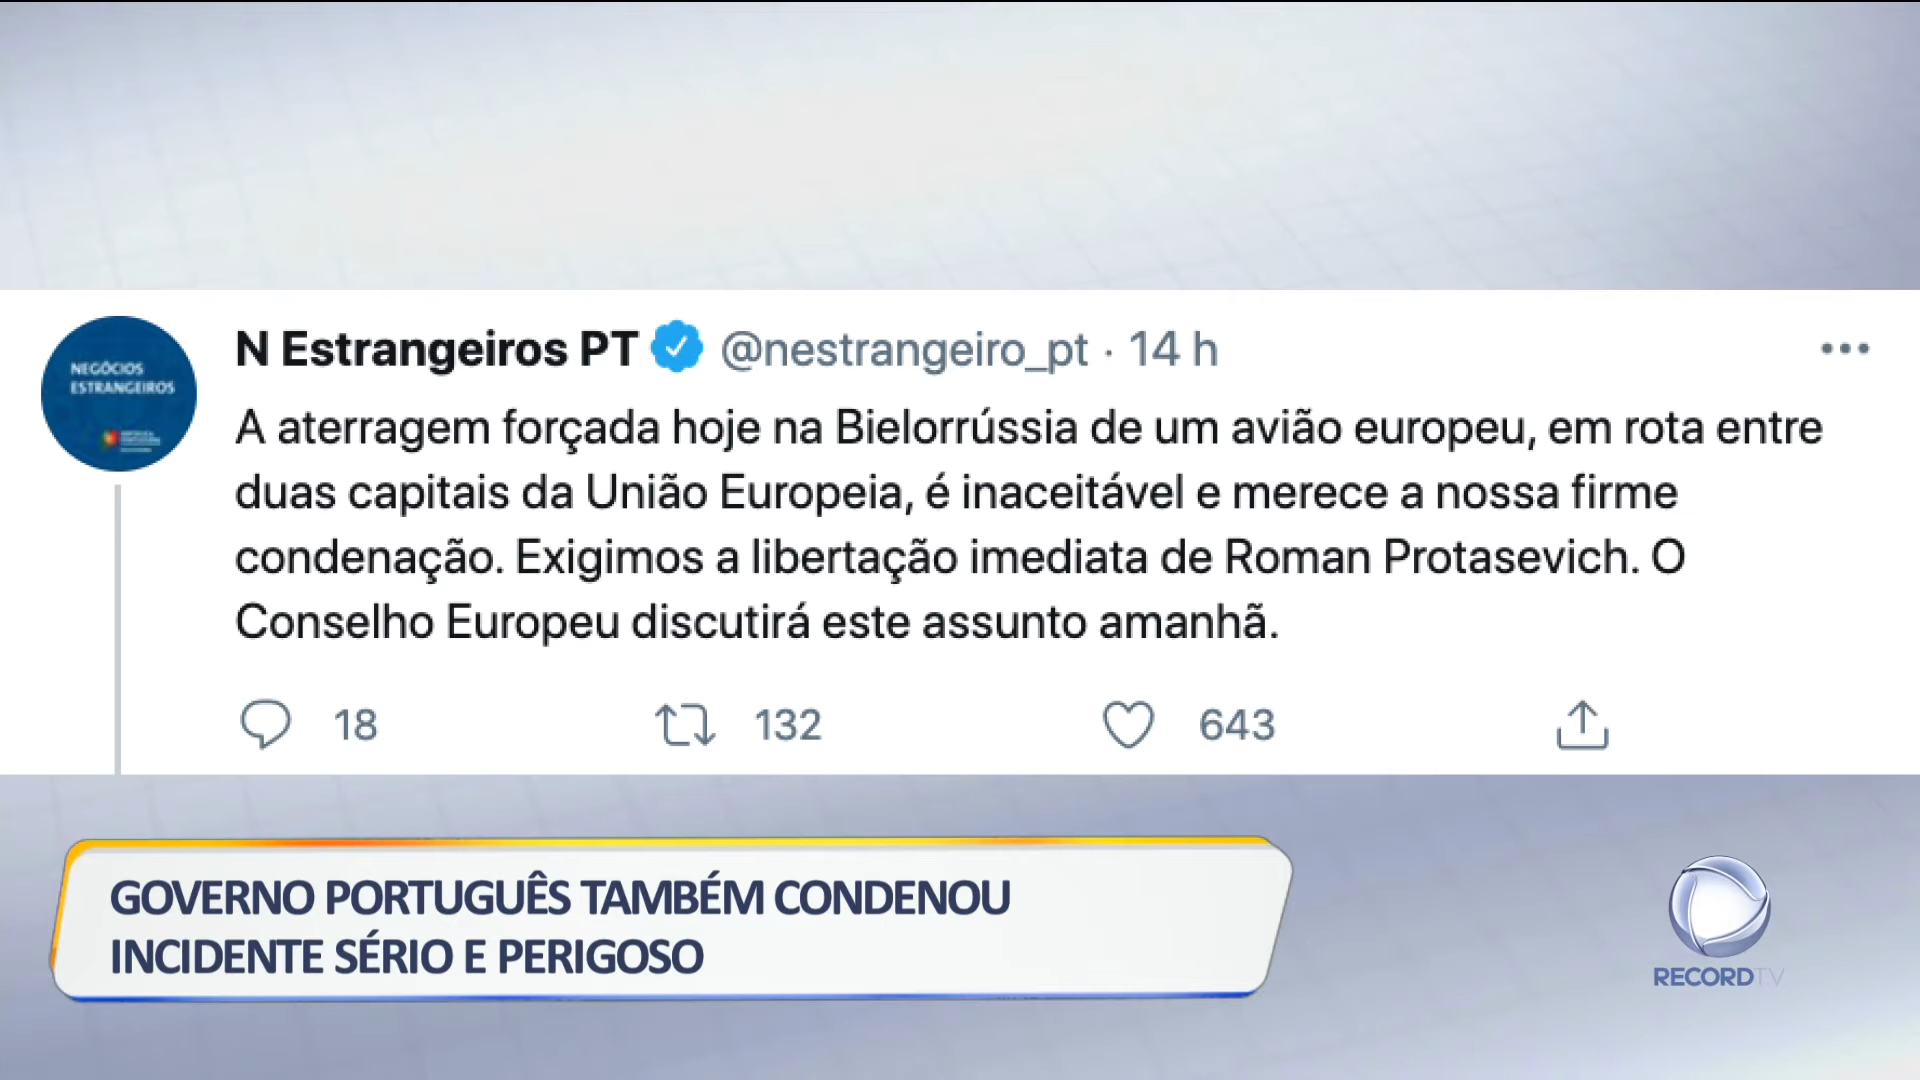 NEGÓCIOS
ESTRANGEIROS
N Estrangeiros PT @nestrangeiro_pt · 14 h
A aterragem forçada hoje na Bielorrússia de um avião europeu, em rota entre
duas capitais da União Europeia, é inaceitável e merece a nossa firme
condenação. Exigimos a libertação imediata de Roman Protasevich. O
Conselho Europeu discutirá este assunto amanhã.
18 132 643
GOVERNO PORTUGUÊS TAMBÉM CONDENOU
INCIDENTE SÉRIO E PERIGOSO
RECORDTV